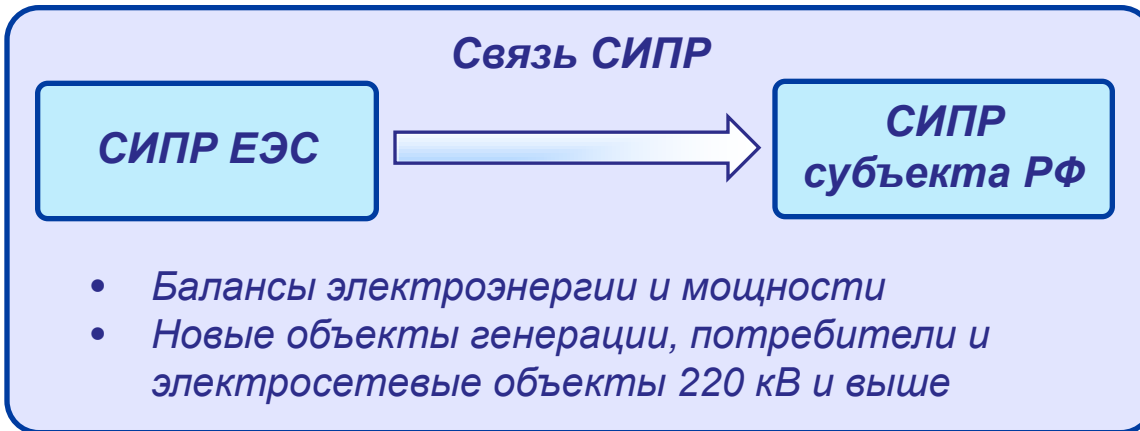 Связь СИПР
СИПР ЕЭС
СИПР
субъекта РФ
• Балансы электроэнергии и мощности
• Новые объекты генерации, потребители и
электросетевые объекты 220 кВ и выше